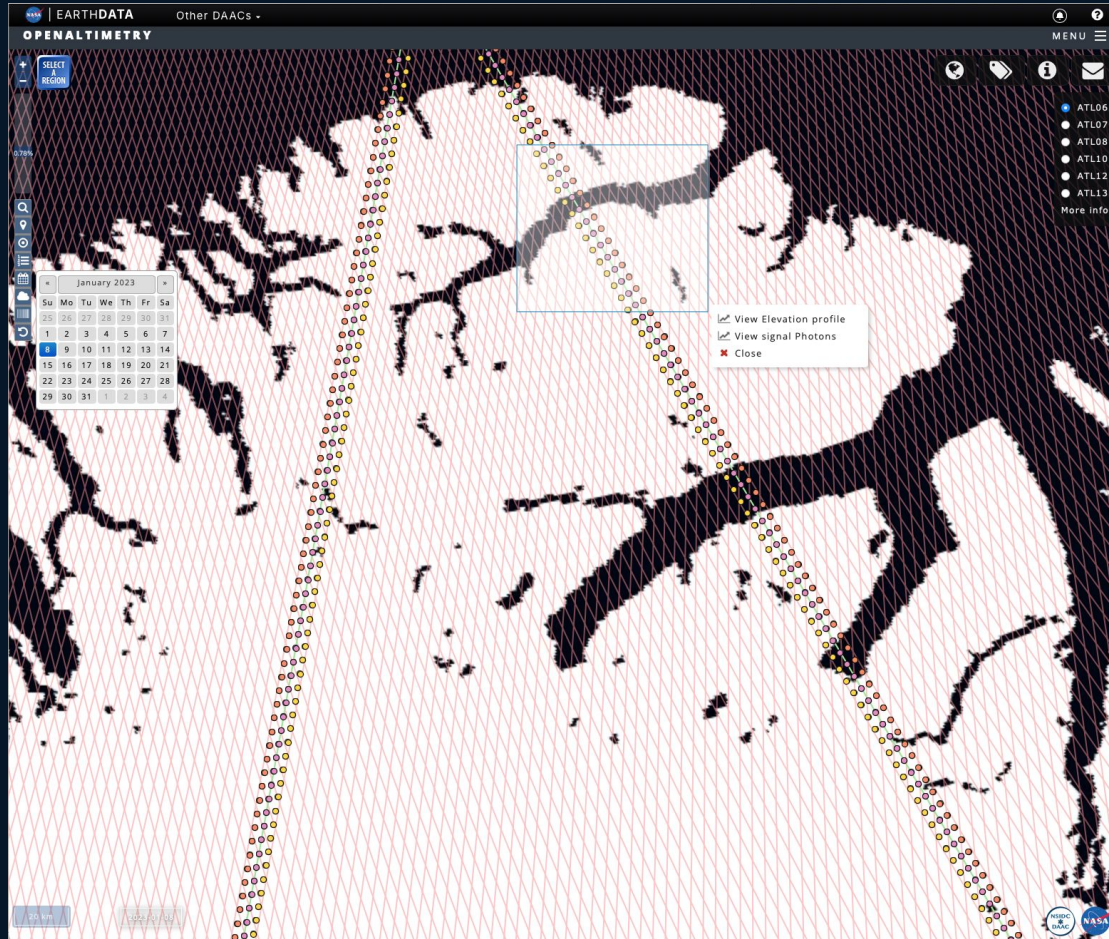 NASA | EARTHDATA Other DAACs
OPENALTIMETRY MENU
+
SELECT
A
REGION
-
ATL06
ATL07
0.78%
ATL08
ATL10
ATL12
ATL13
More info
« January 2023 »
Su Mo Tu We Th Fr Sa
25 26 27 28 29 30 31
1 2 3 4 5 6 7
8 9 10 11 12 13 14
15 16 17 18 19 20 21
22 23 24 25 26 27 28
29 30 31 1 2 3 4
View Elevation profile
View signal Photons
Close
20 km
NSIDC
DAAC
NASA